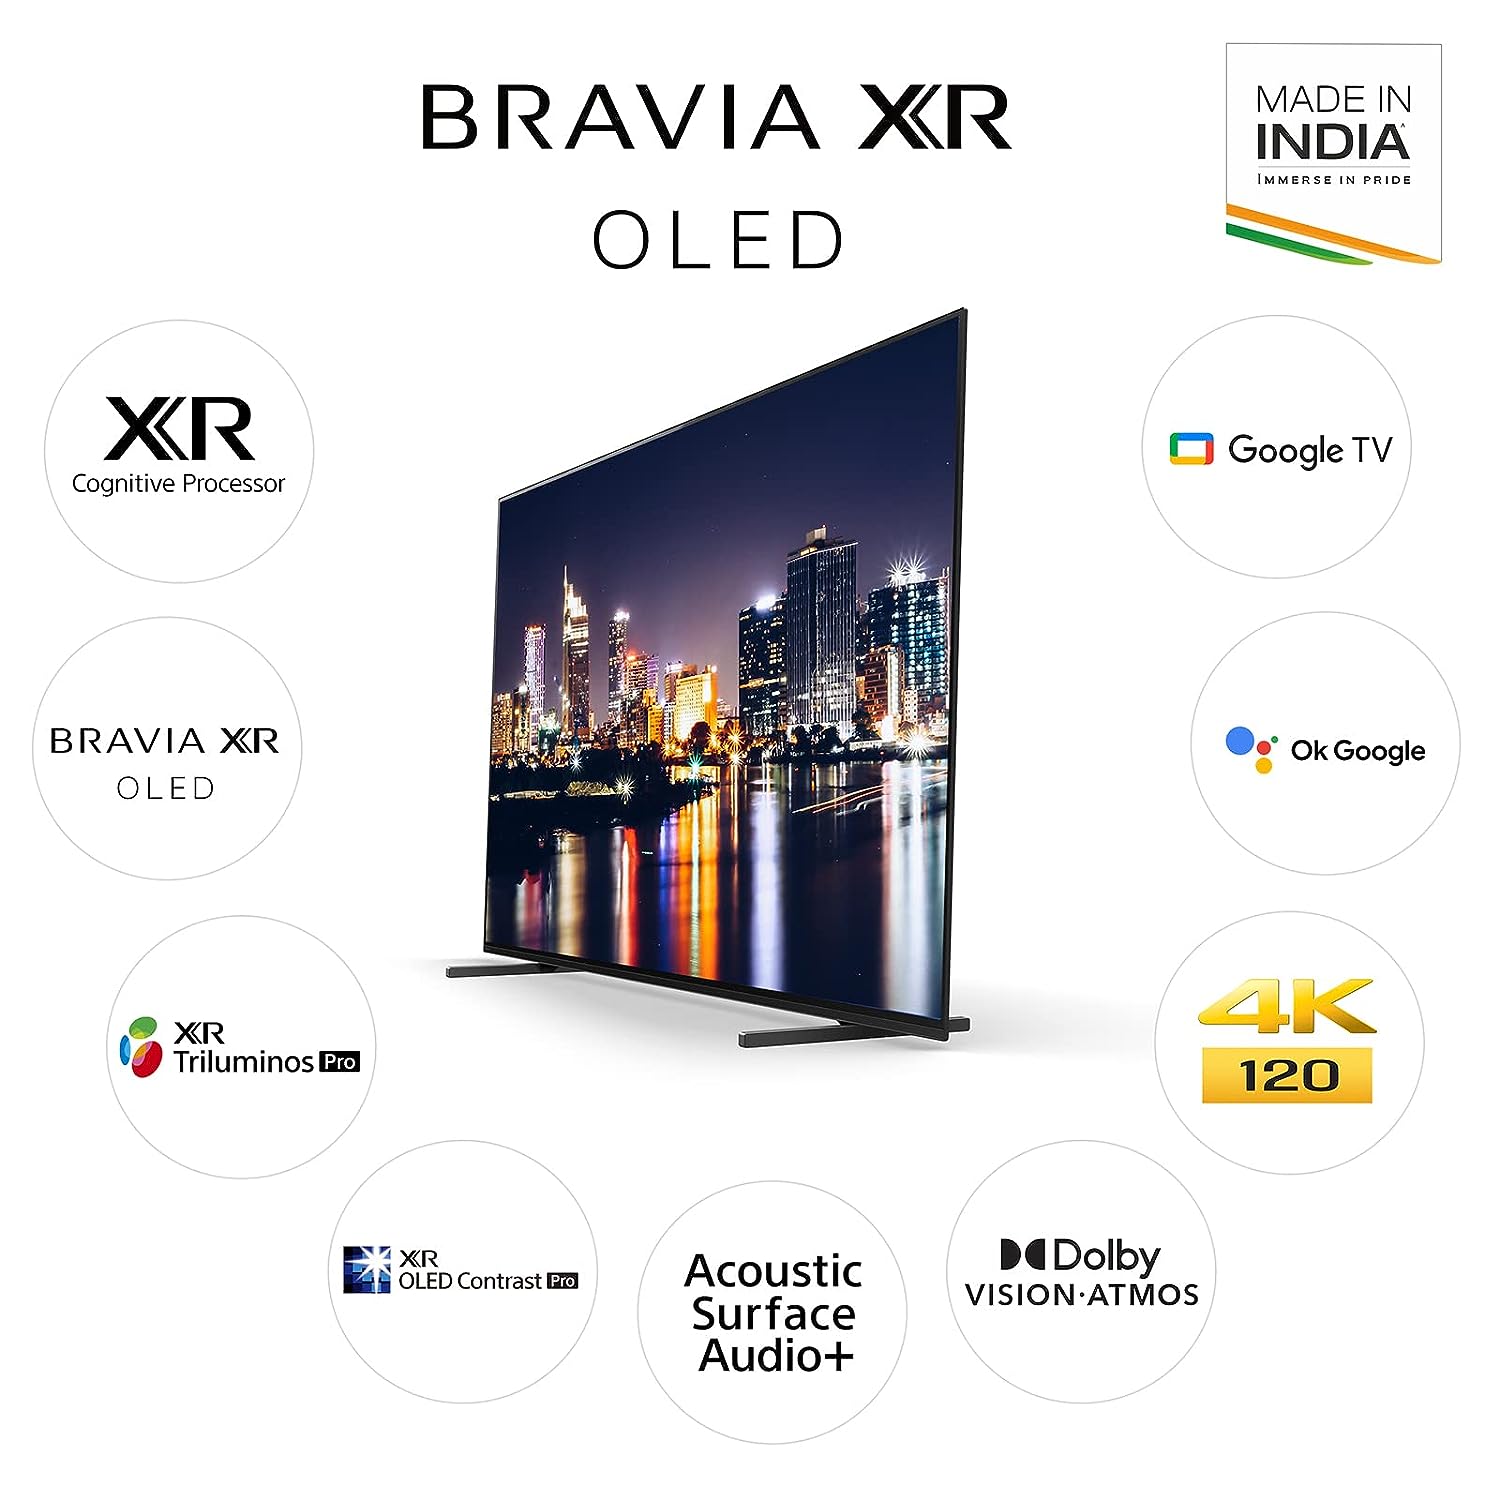 BRAVIA XR
OLED
MADE IN
INDIA
IMMERSE IN PRIDE
XR
Cognitive Processor
Google TV
BRAVIA XR
OLED
Ok Google
XR
Triluminos Pro
4K
120
XR
OLED Contrast Pro
Acoustic
Surface
Audio+
Dolby
VISION·ATMOS